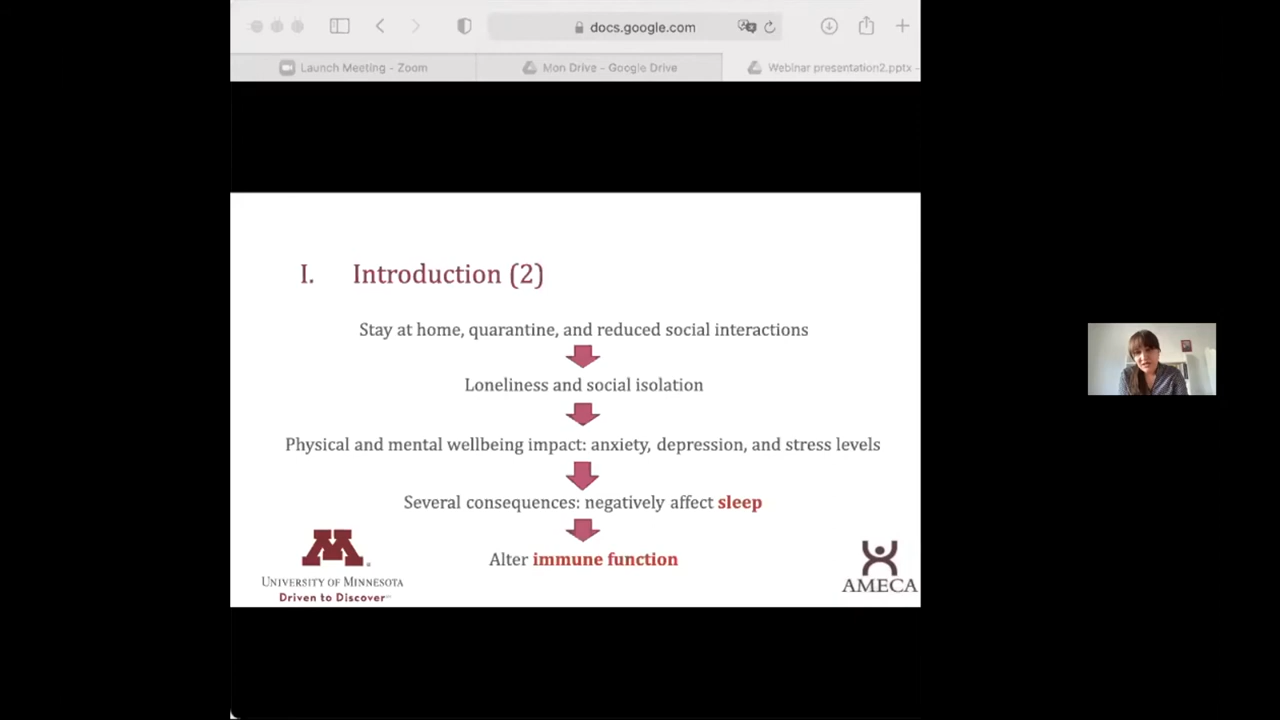 docs.google.com
Launch Meeting - Zoom
Mon Drive - Google Drive
Webinar presentation2.pptx -
I. Introduction (2)
Stay at home, quarantine, and reduced social interactions
Loneliness and social isolation
Physical and mental wellbeing impact: anxiety, depression, and stress levels
Several consequences: negatively affect sleep
Alter immune function
M
UNIVERSITY OF MINNESOTA
Driven to Discover
AMECA